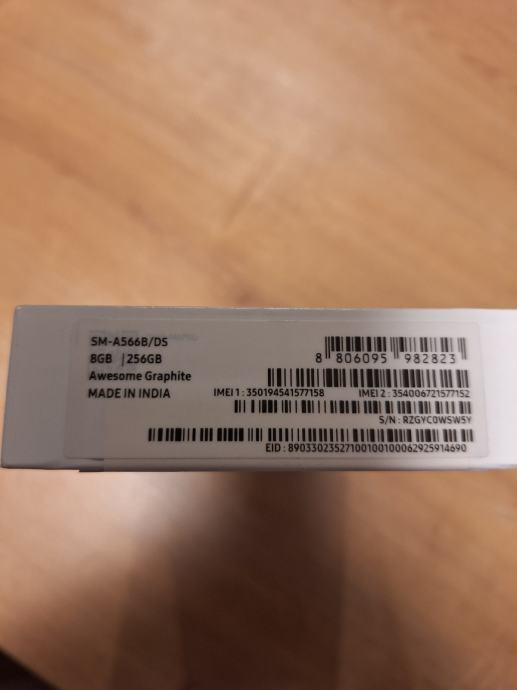 SM-A566B/DS
8GB |256GB
Awesome Graphite
MADE IN INDIA
8 806095 982823
IMEI 1 : 350194541577158 IMEI 2 : 354006721577152
S/N : RZGYC0WSW5Y
EID : 89033023527100100100062925914690